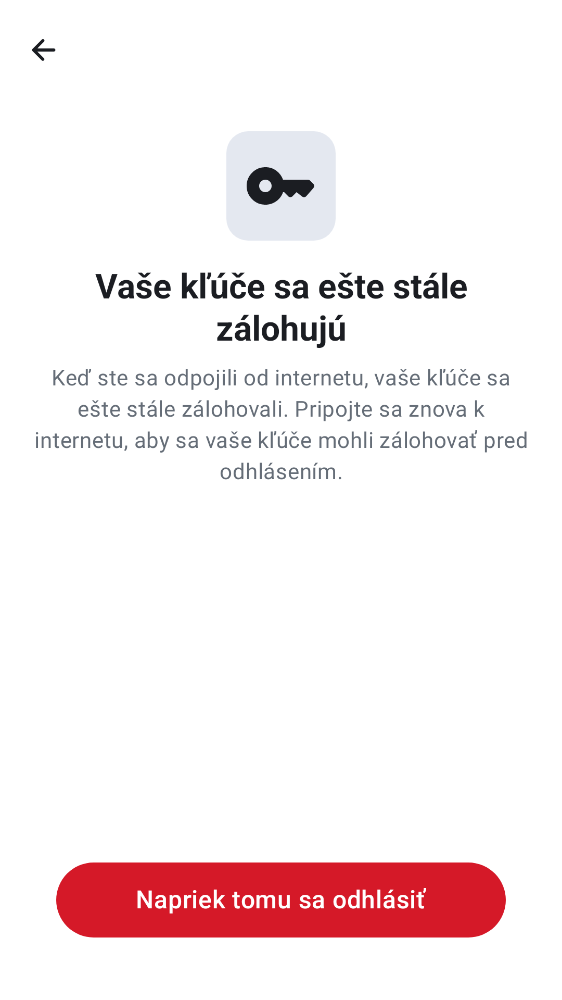 Vaše kľúče sa ešte stále
zálohujú
Keď ste sa odpojili od internetu, vaše kľúče sa
ešte stále zálohovali. Pripojte sa znova k
internetu, aby sa vaše kľúče mohli zálohovať pred
odhlásením.
Napriek tomu sa odhlásiť